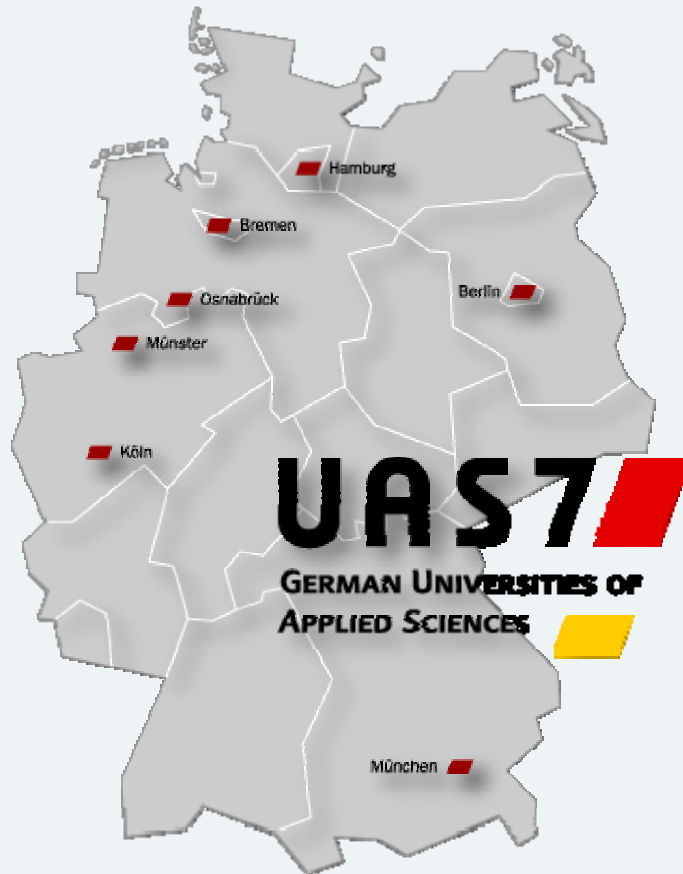 Hamburg
Bremen
Berlin
Osnabrück
Münster
Köln
UAS7
GERMAN UNIVERSITIES OF
APPLIED SCIENCES
München